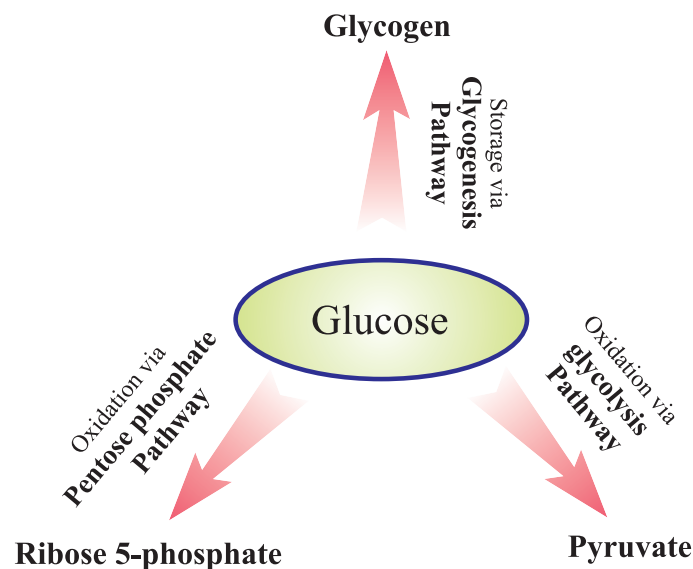 Glycogen
Storage via
Glycogenesis
Pathway
Glucose
Oxidation via
Pentose phosphate
Pathway
Oxidation via
glycolysis
Pathway
Ribose 5-phosphate
Pyruvate